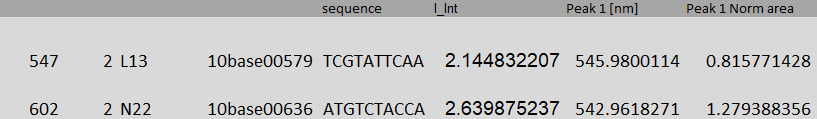 sequence l_Int Peak 1 [nm] Peak 1 Norm area
547 2 L13 10base00579 TCGTATTCAA 2.144832207 545.9800114 0.815771428
602 2 N22 10base00636 ATGTCTACCA 2.639875237 542.9618271 1.279388356